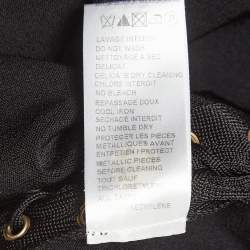 LAVAGE INTERDIT
DO NOT WASH
NETTOYAGE A SEC
DELICAT
DELICATE DRY CLEANING
CHLORE INTERDIT
NO BLEACH
REPASSAGE DOUX
COOL IRON
SECHAGE INTERDIT
NO TUMBLE DRY
PROTEGER LES PIECES
METALLIQUES AVANT
ENTRETIEN / PROTECT
METALLIC PIECES
BEFORE CLEANING
SAUF